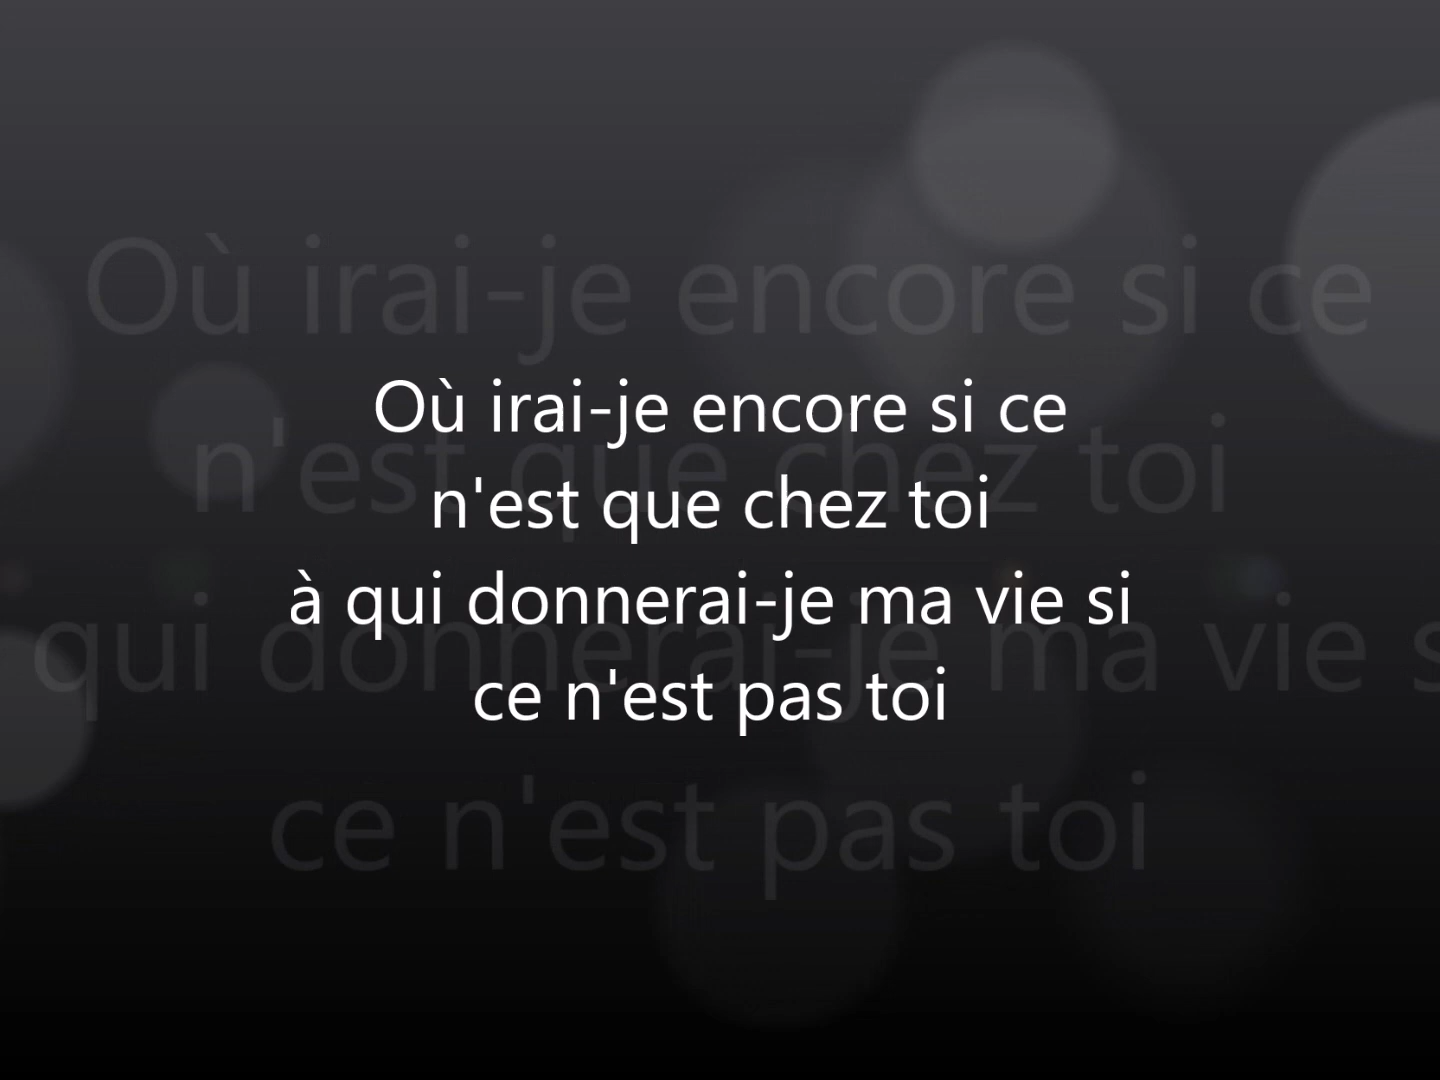 Où irai-je encore si ce
n'est que chez toi
à qui donnerai-je ma vie si
ce n'est pas toi